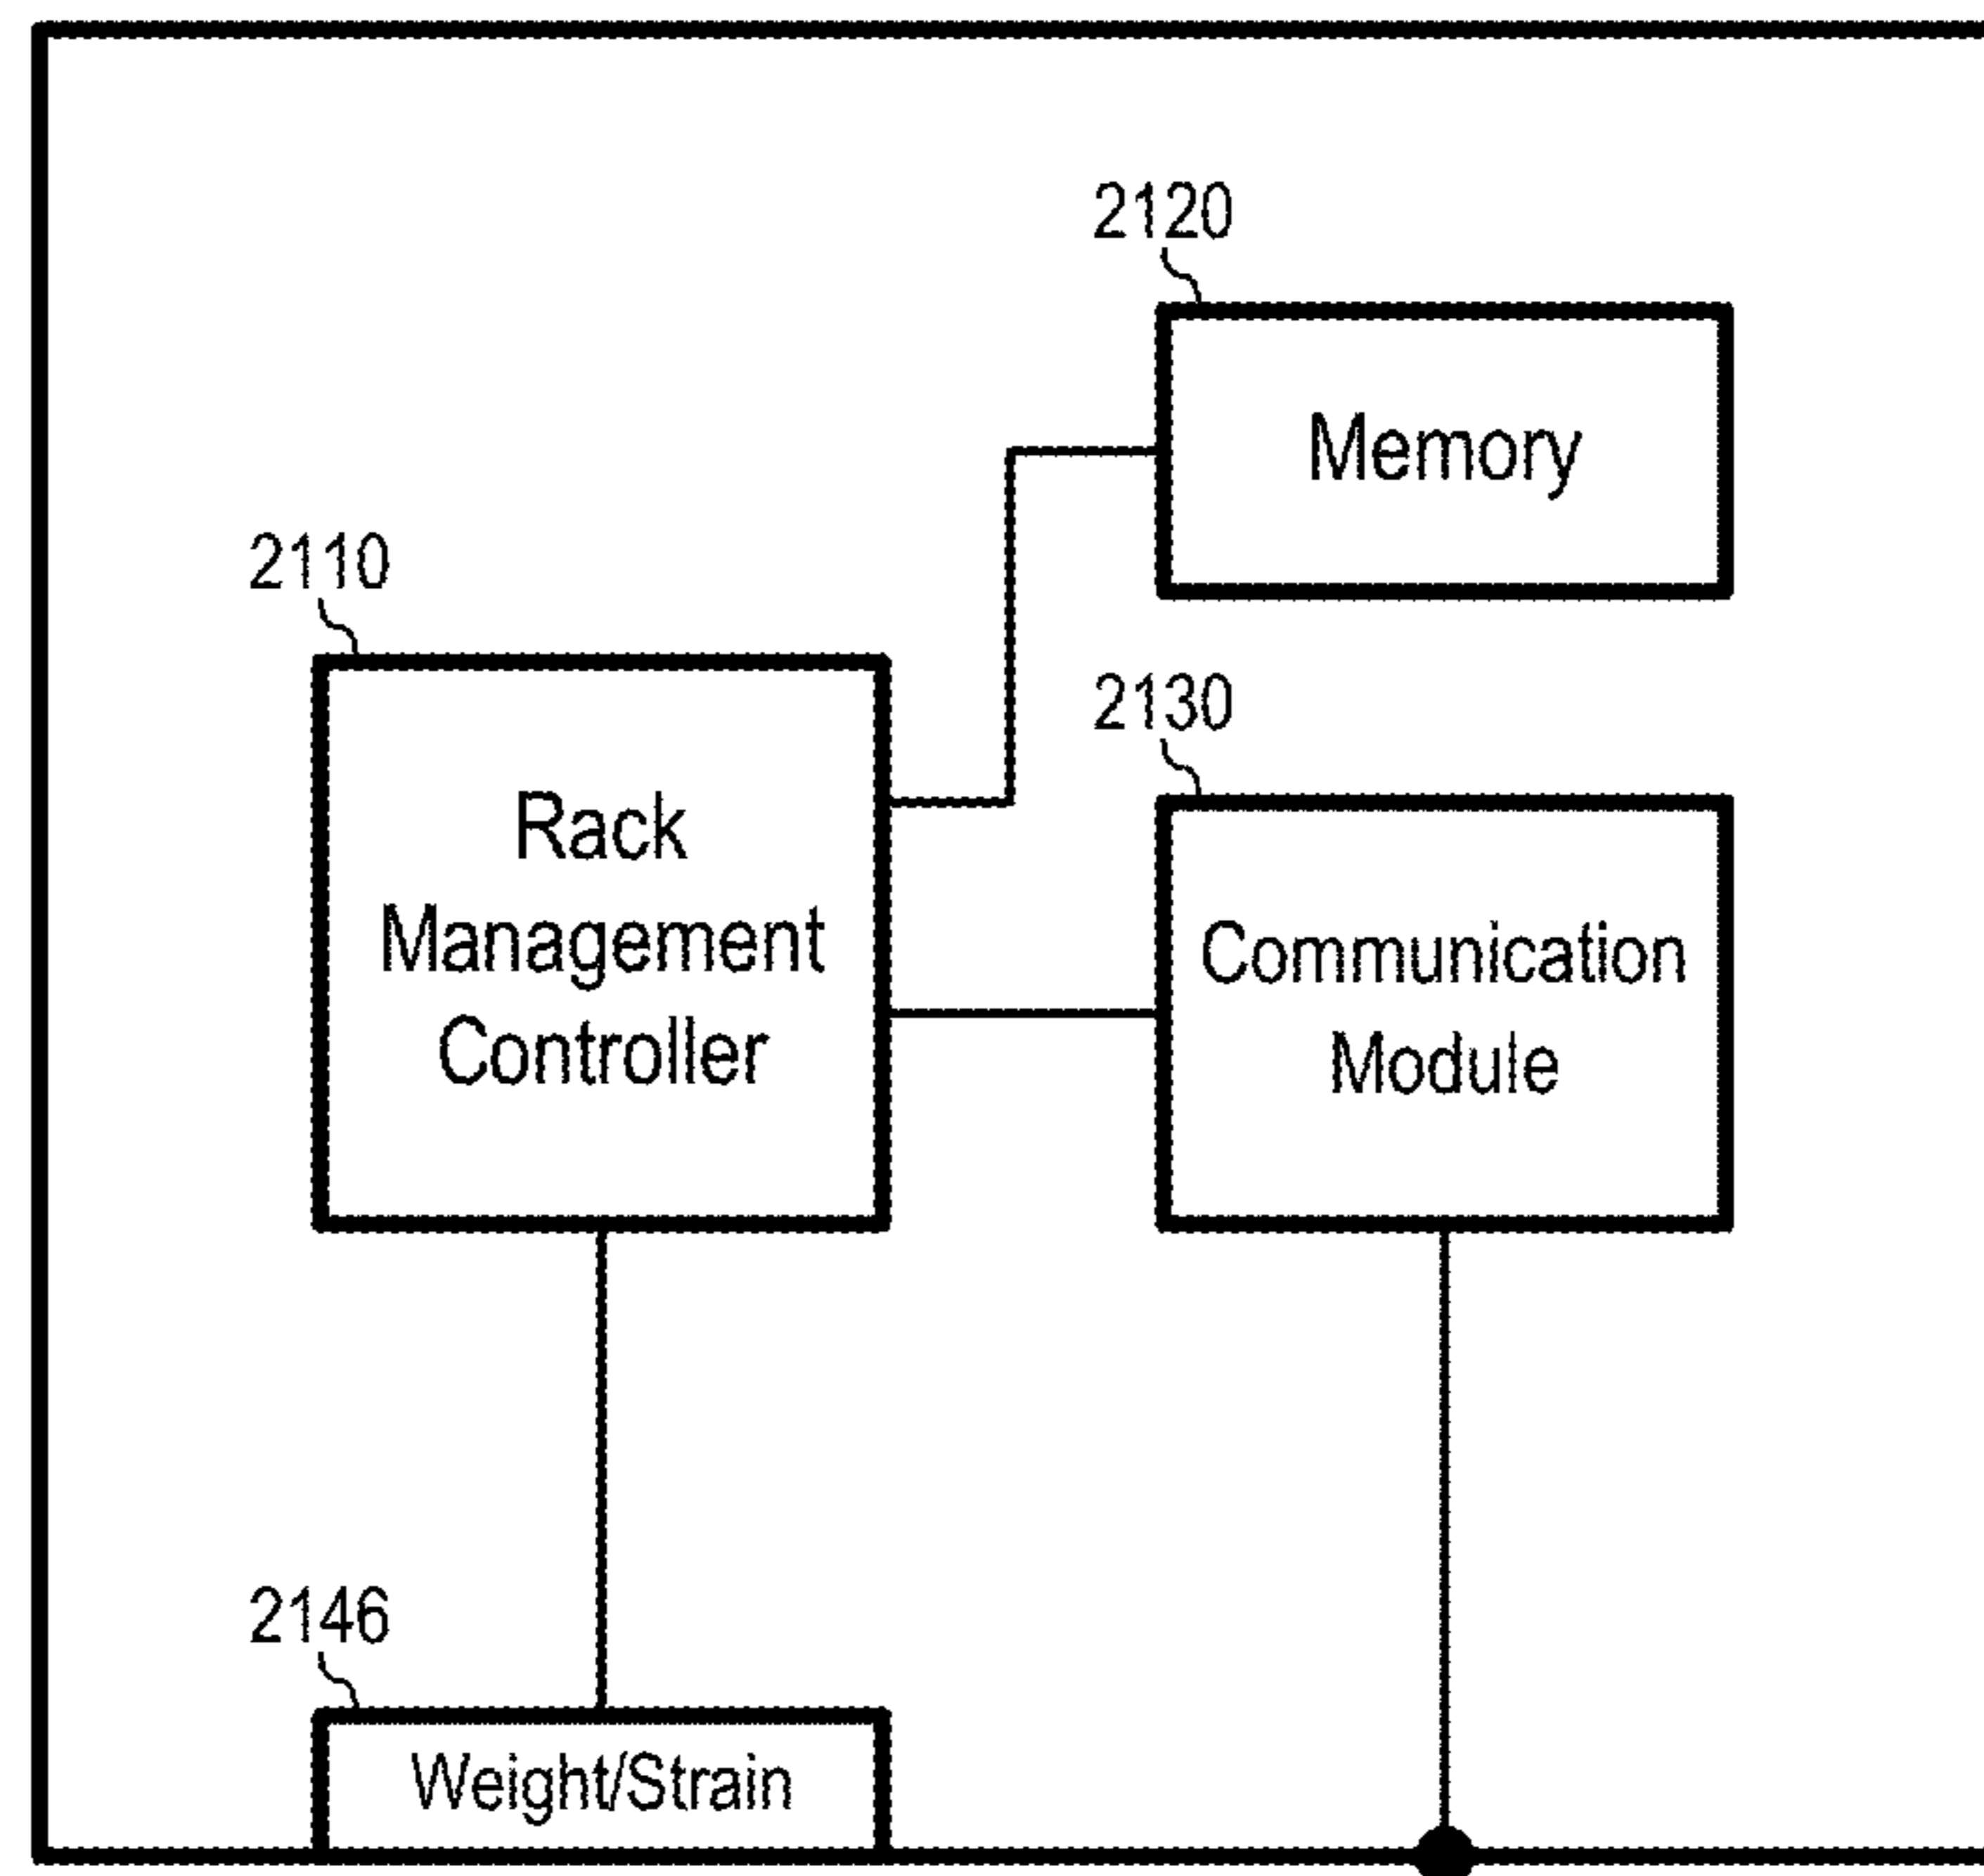 2120
Memory
2110
Rack
Management
Controller
2130
Communication
Module
2146
Weight/Strain